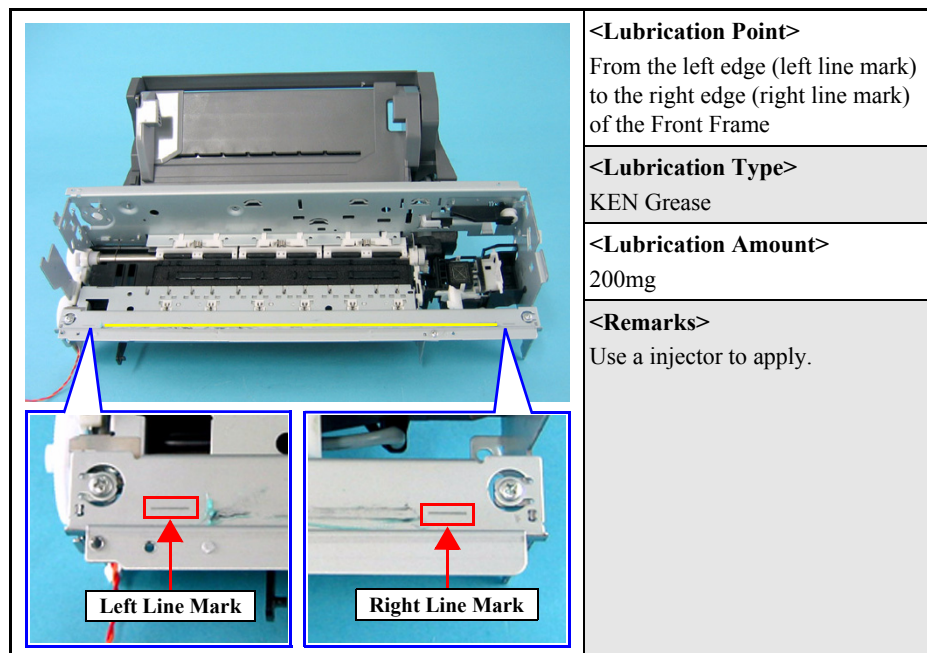 <Lubrication Point>
From the left edge (left line mark)
to the right edge (right line mark)
of the Front Frame
<Lubrication Type>
KEN Grease
<Lubrication Amount>
200mg
<Remarks>
Use a injector to apply.
Left Line Mark
Right Line Mark